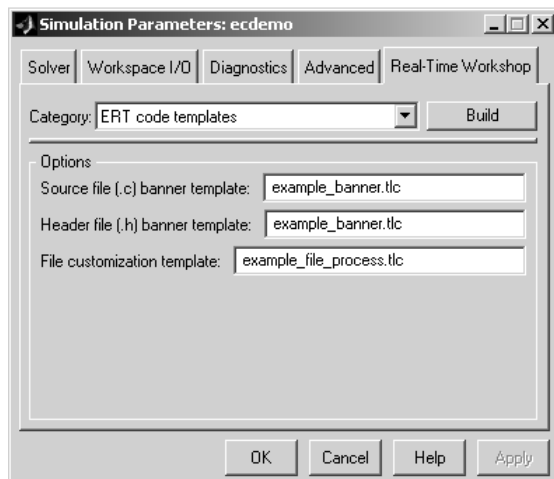 Simulation Parameters: ecdemo
Solver Workspace I/O Diagnostics Advanced Real-Time Workshop
Category: ERT code templates Build
Options
Source file (.c) banner template: example_banner.tlc
Header file (.h) banner template: example_banner.tlc
File customization template: example_file_process.tlc
OK Cancel Help Apply